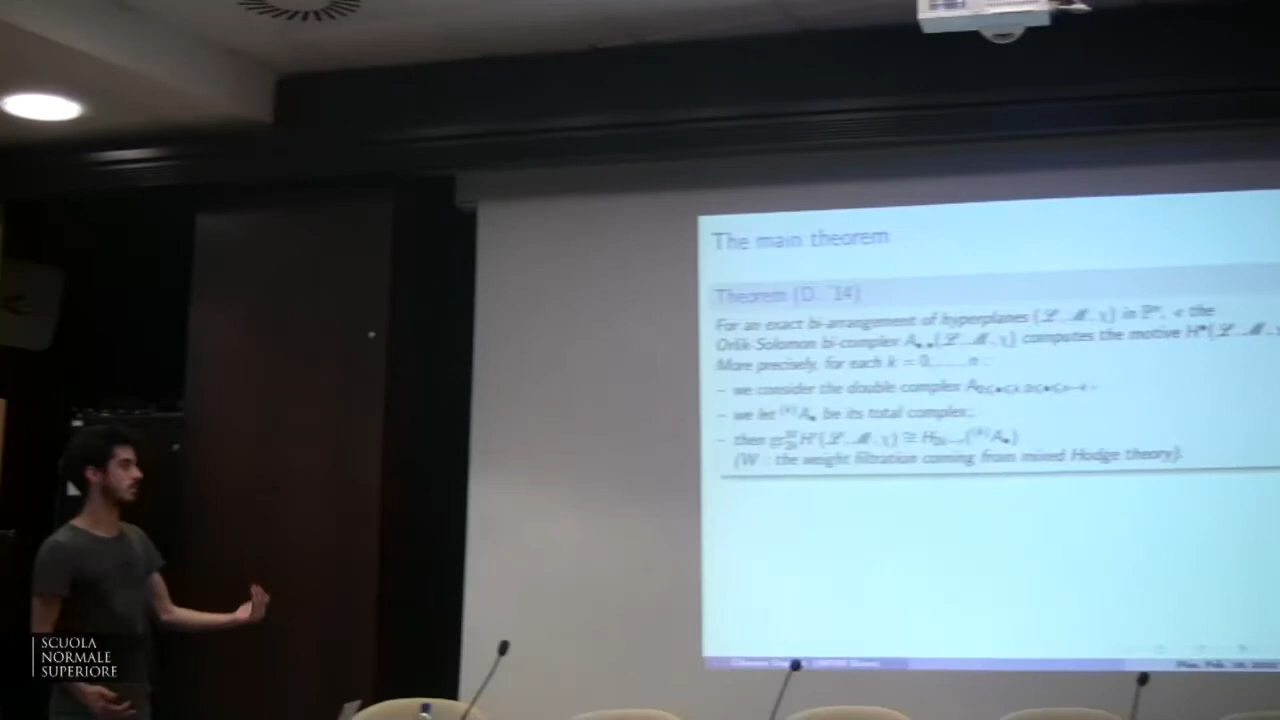 The main theorem
Theorem (D. '14)
For an exact bi-arrangement of hyperplanes (ℒ, ℳ, χ) in ℙⁿ, the
Orlik-Solomon bi-complex A•,•(ℒ, ℳ, χ) computes the motive H•(ℒ, ℳ,
More precisely, for each k = 0, ..., n :
– we consider the double complex
– we let ⁽ᵏ⁾A• be its total complex;
– then Hʳ(ℒ, ℳ, χ) ≅ (⁽ᵏ⁾A•)
(W : the weight filtration coming from mixed Hodge theory).
SCUOLA
NORMALE
SUPERIORE